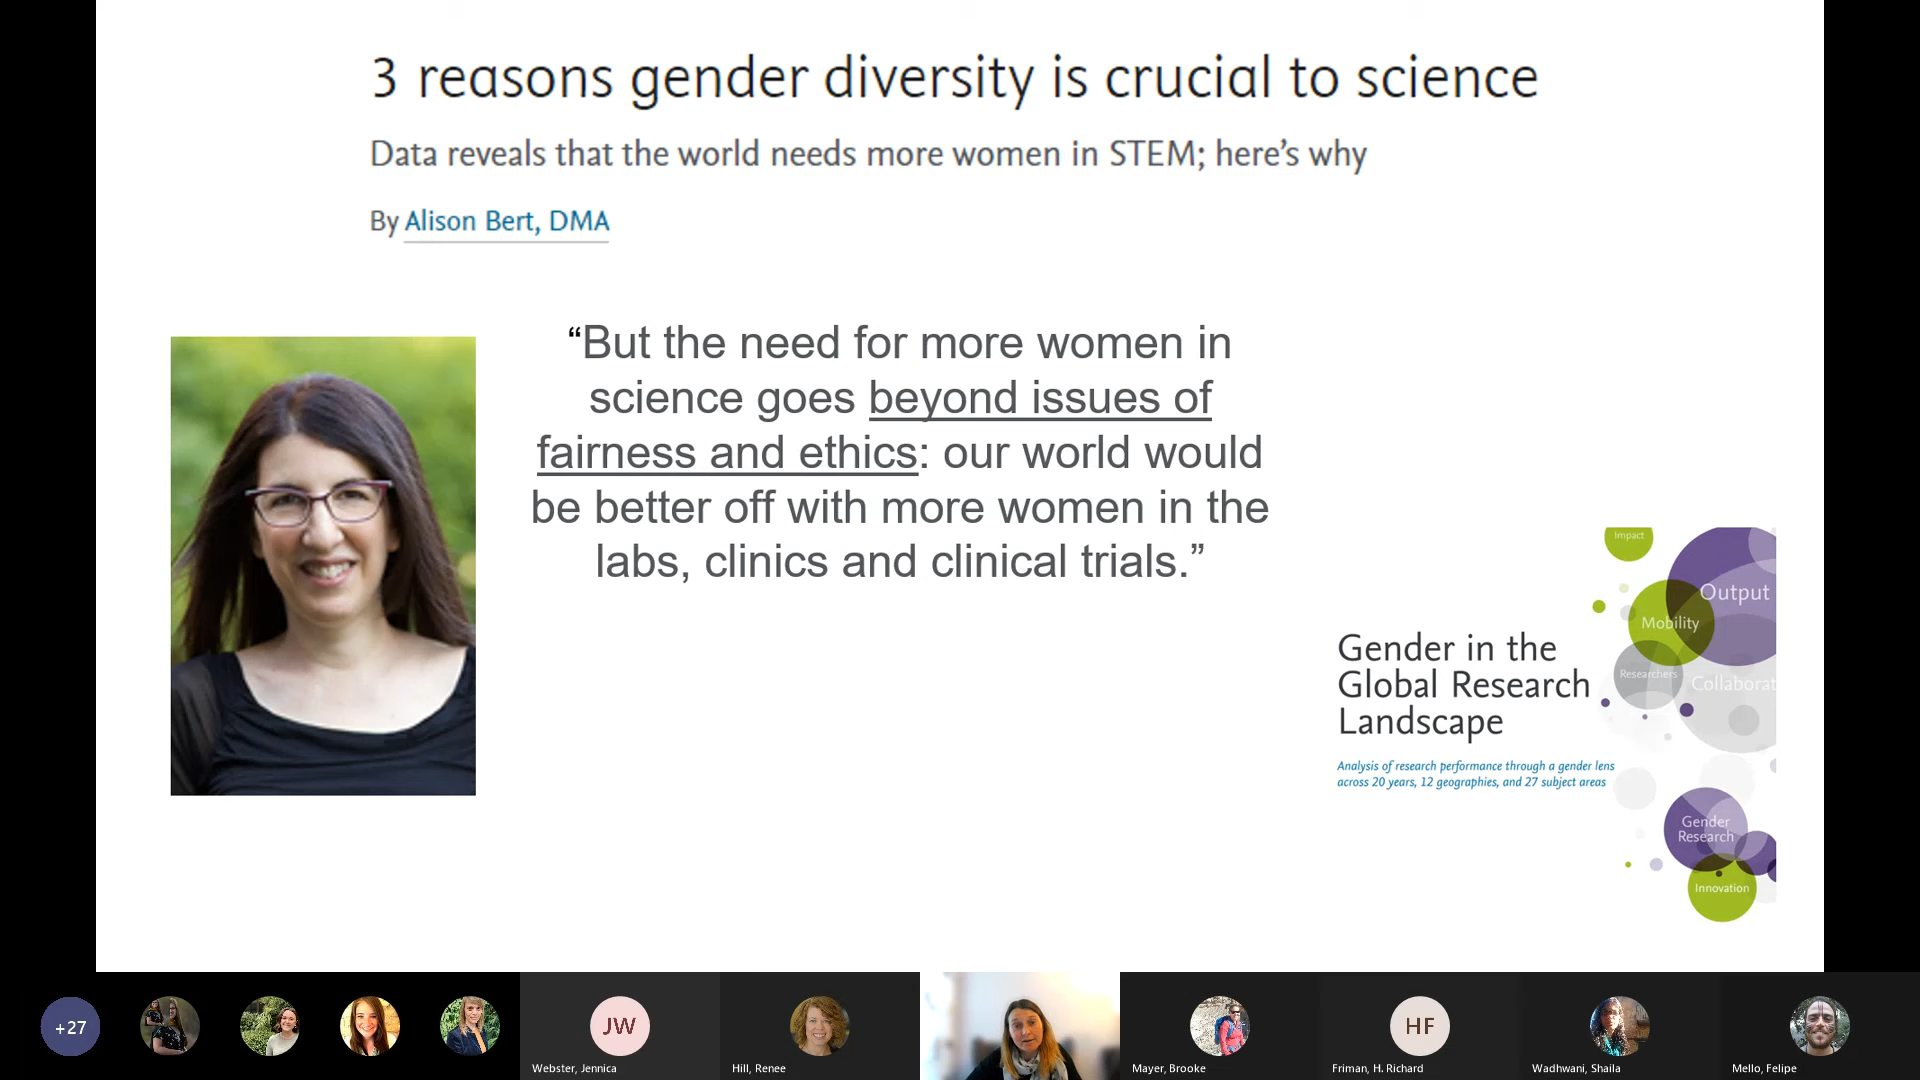 3 reasons gender diversity is crucial to science
Data reveals that the world needs more women in STEM; here’s why
By Alison Bert, DMA
“But the need for more women in
science goes beyond issues of
fairness and ethics: our world would
be better off with more women in the
labs, clinics and clinical trials.”
Impact
Output
Mobility
Researchers
Collaborat
Gender in the
Global Research
Landscape
Analysis of research performance through a gender lens
across 20 years, 12 geographies, and 27 subject areas
Gender
Research
Innovation
+27
JW
HF
Webster, Jennica
Hill, Renee
Mayer, Brooke
Friman, H. Richard
Wadhwani, Shaila
Mello, Felipe